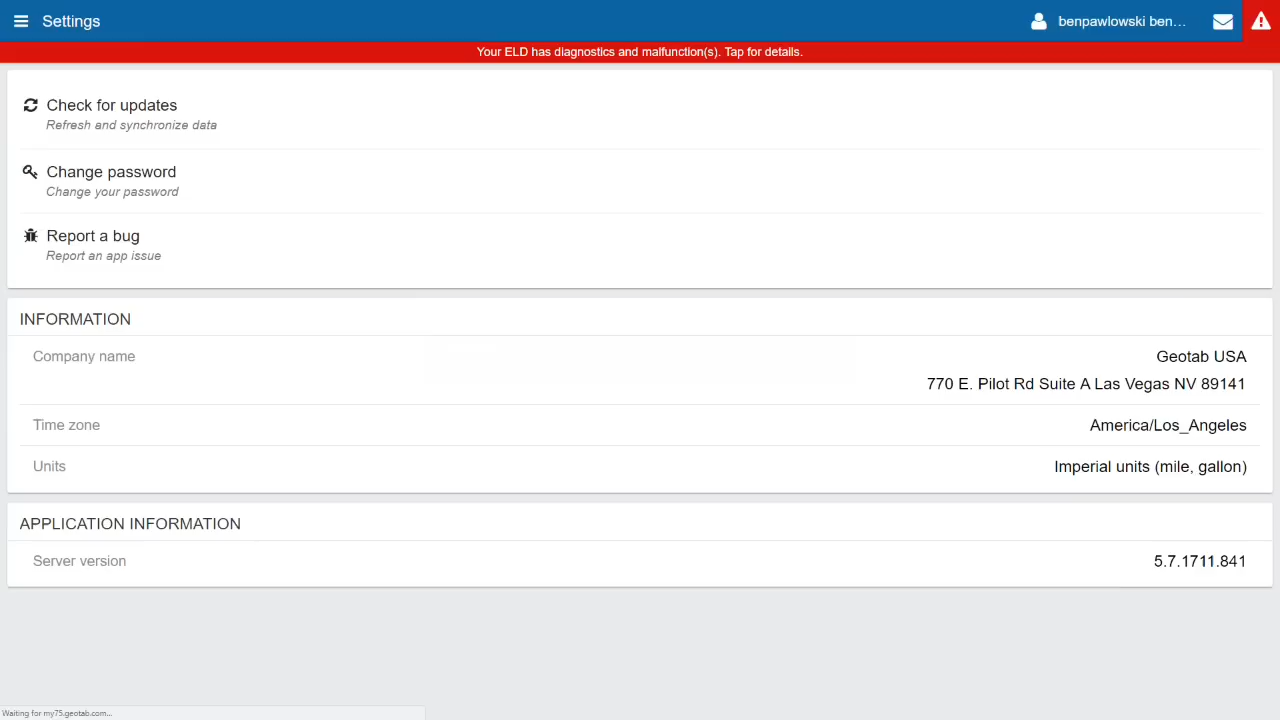 Settings
benpawlowski ben...
Your ELD has diagnostics and malfunction(s). Tap for details.
Check for updates
Refresh and synchronize data
Change password
Change your password
Report a bug
Report an app issue
INFORMATION
Company name
Geotab USA
770 E. Pilot Rd Suite A Las Vegas NV 89141
Time zone
America/Los_Angeles
Units
Imperial units (mile, gallon)
APPLICATION INFORMATION
Server version
5.7.1711.841
Waiting for my75.geotab.com...